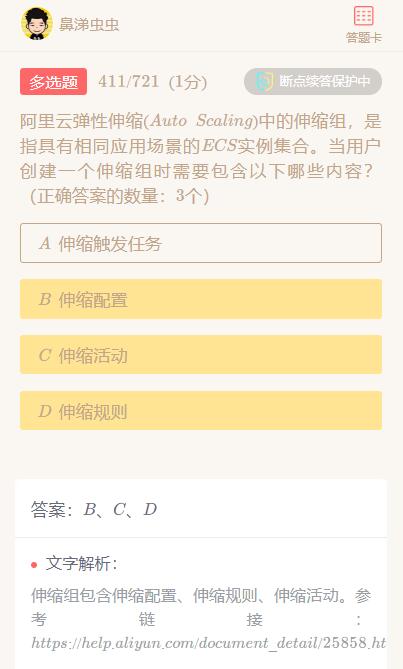 鼻涕虫虫
答题卡
多选题 411/721 (1分) 断点续答保护中
阿里云弹性伸缩(Auto Scaling)中的伸缩组，是
指具有相同应用场景的ECS实例集合。当用户
创建一个伸缩组时需要包含以下哪些内容？
（正确答案的数量：3个）
A 伸缩触发任务
B 伸缩配置
C 伸缩活动
D 伸缩规则
答案：B、C、D
文字解析：
伸缩组包含伸缩配置、伸缩规则、伸缩活动。参
考 链 接 ：
https://help.aliyun.com/document_detail/25858.ht